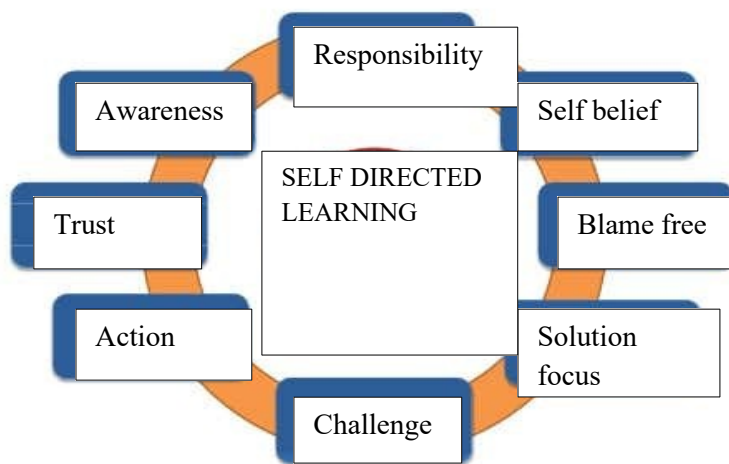 Responsibility
Awareness
Self belief
SELF DIRECTED
LEARNING
Trust
Blame free
Action
Solution
focus
Challenge